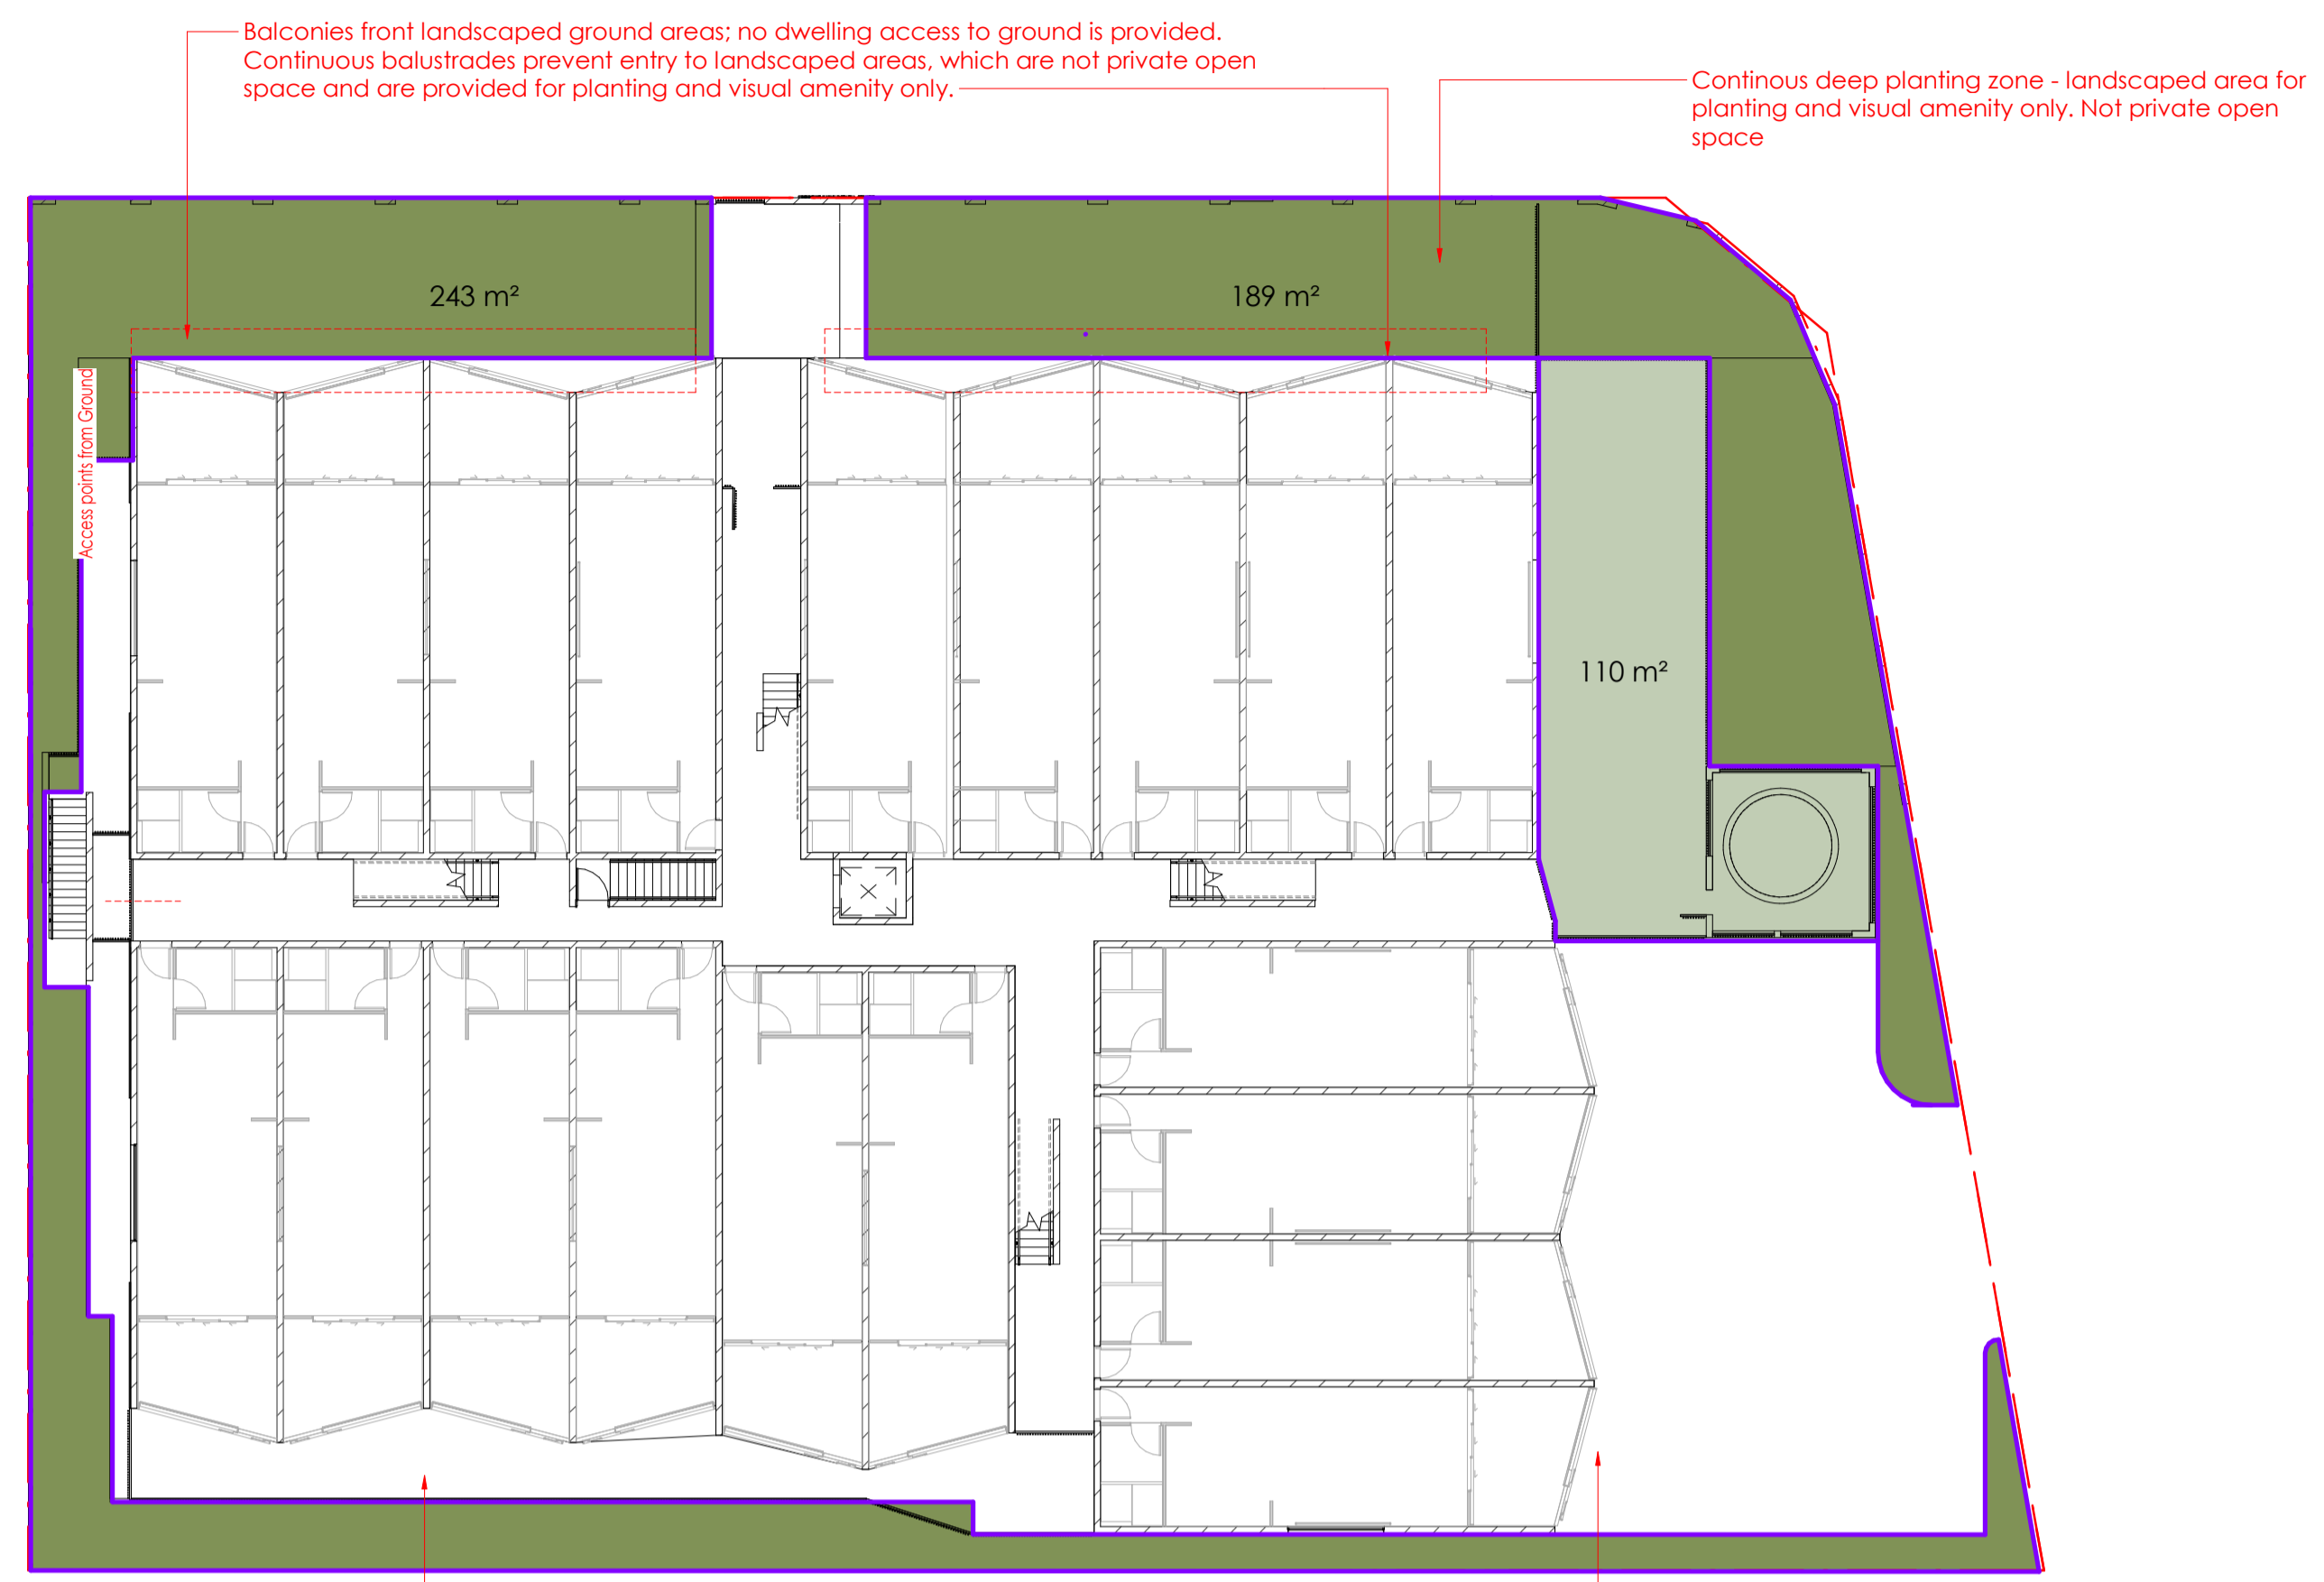 Balconies front landscaped ground areas; no dwelling access to ground is provided.
Continuous balustrades prevent entry to landscaped areas, which are not private open
space and are provided for planting and visual amenity only.
Continous deep planting zone - landscaped area for
planting and visual amenity only. Not private open
space
243 m²
189 m²
Access points from Ground
110 m²